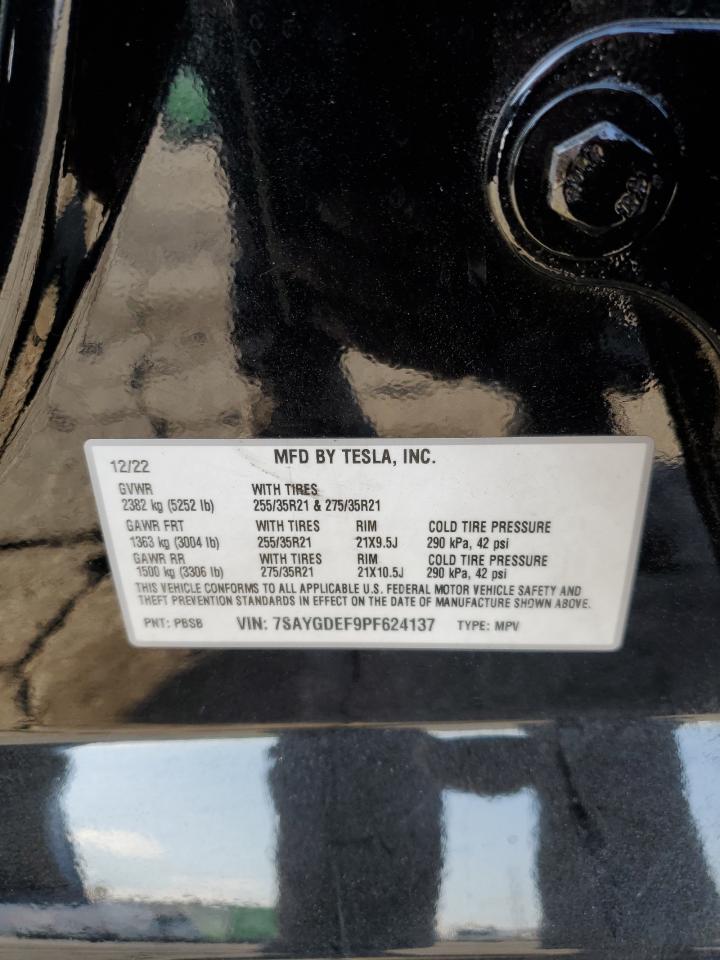 12/22 MFD BY TESLA, INC.
GVWR WITH TIRES
2382 kg (5252 lb) 255/35R21 & 275/35R21
GAWR FRT WITH TIRES RIM COLD TIRE PRESSURE
1363 kg (3004 lb) 255/35R21 21X9.5J 290 kPa, 42 psi
GAWR RR WITH TIRES RIM COLD TIRE PRESSURE
1500 kg (3306 lb) 275/35R21 21X10.5J 290 kPa, 42 psi
THIS VEHICLE CONFORMS TO ALL APPLICABLE U.S. FEDERAL MOTOR VEHICLE SAFETY AND
THEFT PREVENTION STANDARDS IN EFFECT ON THE DATE OF MANUFACTURE SHOWN ABOVE.
PNT: PBSB VIN: 7SAYGDEF9PF624137 TYPE: MPV